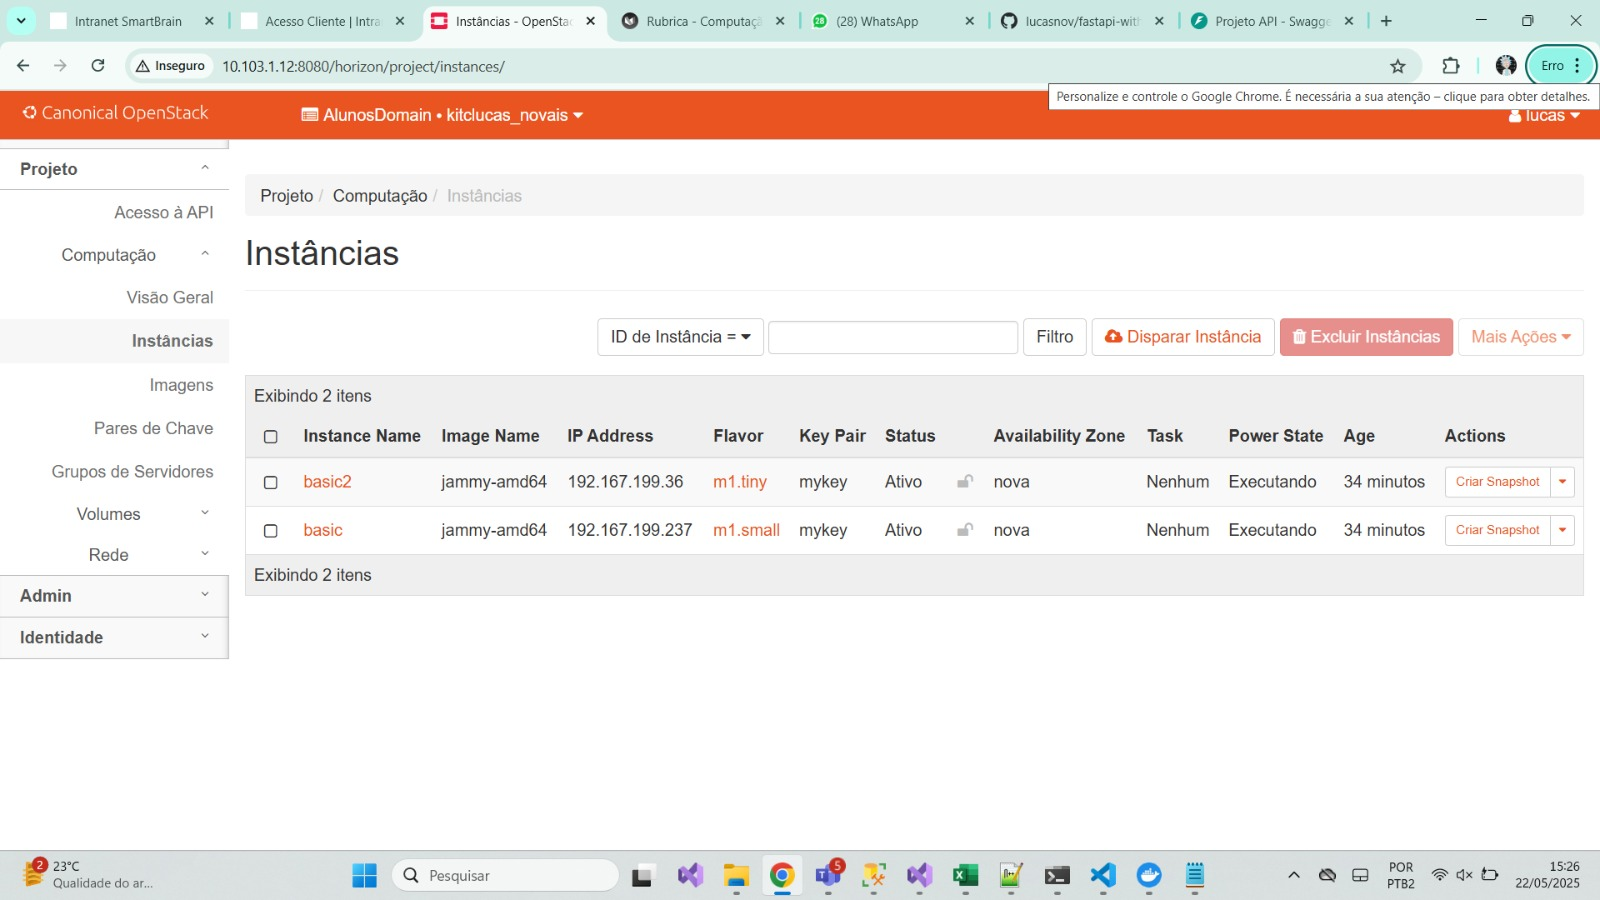 Intranet SmartBrain
Acesso Cliente | Intra
Instâncias - OpenStac
Rubrica - Computaçã
(28) WhatsApp
lucasnov/fastapi-with
Projeto API - Swagge
Inseguro
10.103.1.12:8080/horizon/project/instances/
Erro
Personalize e controle o Google Chrome. É necessária a sua atenção – clique para obter detalhes.
Canonical OpenStack
AlunosDomain • kitclucas_novais
lucas
Projeto
Acesso à API
Computação
Visão Geral
Instâncias
Imagens
Pares de Chave
Grupos de Servidores
Volumes
Rede
Admin
Identidade
Projeto / Computação / Instâncias
Instâncias
ID de Instância = Filtro Disparar Instância Excluir Instâncias Mais Ações
Exibindo 2 itens
Instance Name Image Name IP Address Flavor Key Pair Status Availability Zone Task Power State Age Actions
basic2 jammy-amd64 192.167.199.36 m1.tiny mykey Ativo nova Nenhum Executando 34 minutos Criar Snapshot
basic jammy-amd64 192.167.199.237 m1.small mykey Ativo nova Nenhum Executando 34 minutos Criar Snapshot
Exibindo 2 itens
2
23°C
Qualidade do ar...
Pesquisar
5
POR
PTB2
15:26
22/05/2025